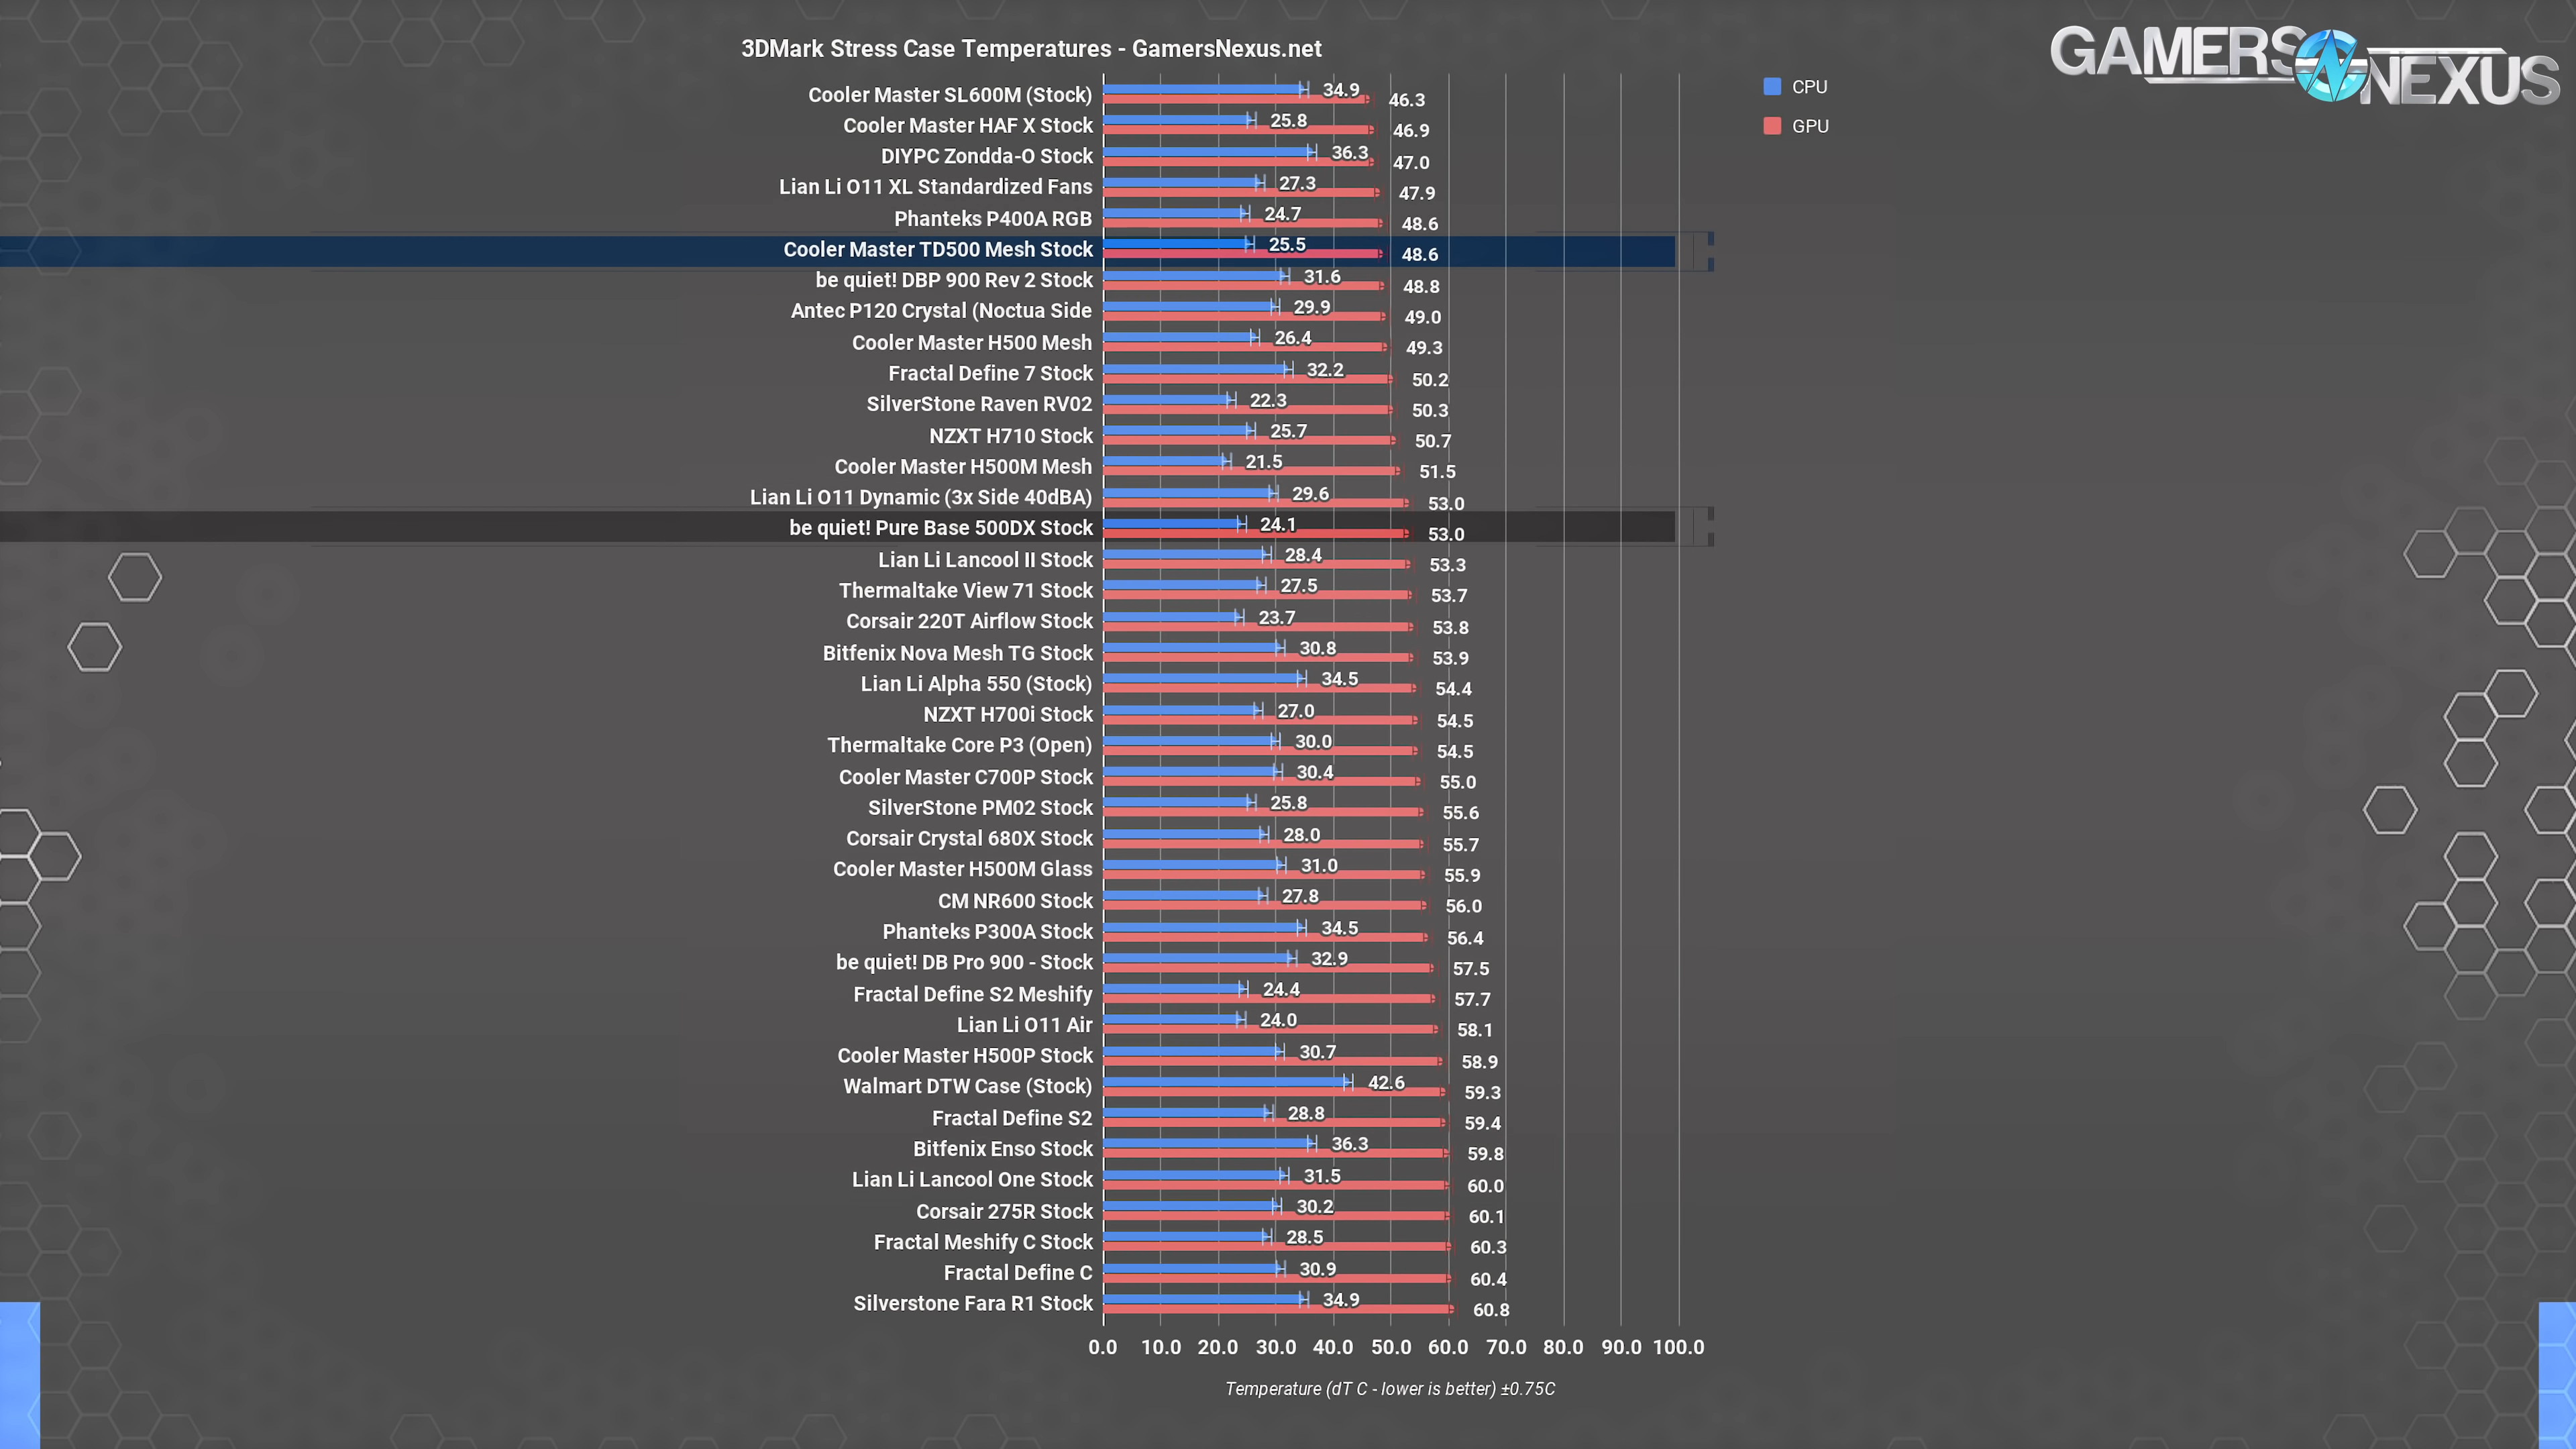 3DMark Stress Case Temperatures - GamersNexus.net
GAMERS NEXUS
CPU
GPU
Cooler Master SL600M (Stock) 34.9 46.3
Cooler Master HAF X Stock 25.8 46.9
DIYPC Zondda-O Stock 36.3 47.0
Lian Li O11 XL Standardized Fans 27.3 47.9
Phanteks P400A RGB 24.7 48.6
Cooler Master TD500 Mesh Stock 25.5 48.6
be quiet! DBP 900 Rev 2 Stock 31.6 48.8
Antec P120 Crystal (Noctua Side 29.9 49.0
Cooler Master H500 Mesh 26.4 49.3
Fractal Define 7 Stock 32.2 50.2
SilverStone Raven RV02 22.3 50.3
NZXT H710 Stock 25.7 50.7
Cooler Master H500M Mesh 21.5 51.5
Lian Li O11 Dynamic (3x Side 40dBA) 29.6 53.0
be quiet! Pure Base 500DX Stock 24.1 53.0
Lian Li Lancool II Stock 28.4 53.3
Thermaltake View 71 Stock 27.5 53.7
Corsair 220T Airflow Stock 23.7 53.8
Bitfenix Nova Mesh TG Stock 30.8 53.9
Lian Li Alpha 550 (Stock) 34.5 54.4
NZXT H700i Stock 27.0 54.5
Thermaltake Core P3 (Open) 30.0 54.5
Cooler Master C700P Stock 30.4 55.0
SilverStone PM02 Stock 25.8 55.6
Corsair Crystal 680X Stock 28.0 55.7
Cooler Master H500M Glass 31.0 55.9
CM NR600 Stock 27.8 56.0
Phanteks P300A Stock 34.5 56.4
be quiet! DB Pro 900 - Stock 32.9 57.5
Fractal Define S2 Meshify 24.4 57.7
Lian Li O11 Air 24.0 58.1
Cooler Master H500P Stock 30.7 58.9
Walmart DTW Case (Stock) 42.6 59.3
Fractal Define S2 28.8 59.4
Bitfenix Enso Stock 36.3 59.8
Lian Li Lancool One Stock 31.5 60.0
Corsair 275R Stock 30.2 60.1
Fractal Meshify C Stock 28.5 60.3
Fractal Define C 30.9 60.4
Silverstone Fara R1 Stock 34.9 60.8
0.0 10.0 20.0 30.0 40.0 50.0 60.0 70.0 80.0 90.0 100.0
Temperature (dT C - lower is better) ±0.75C